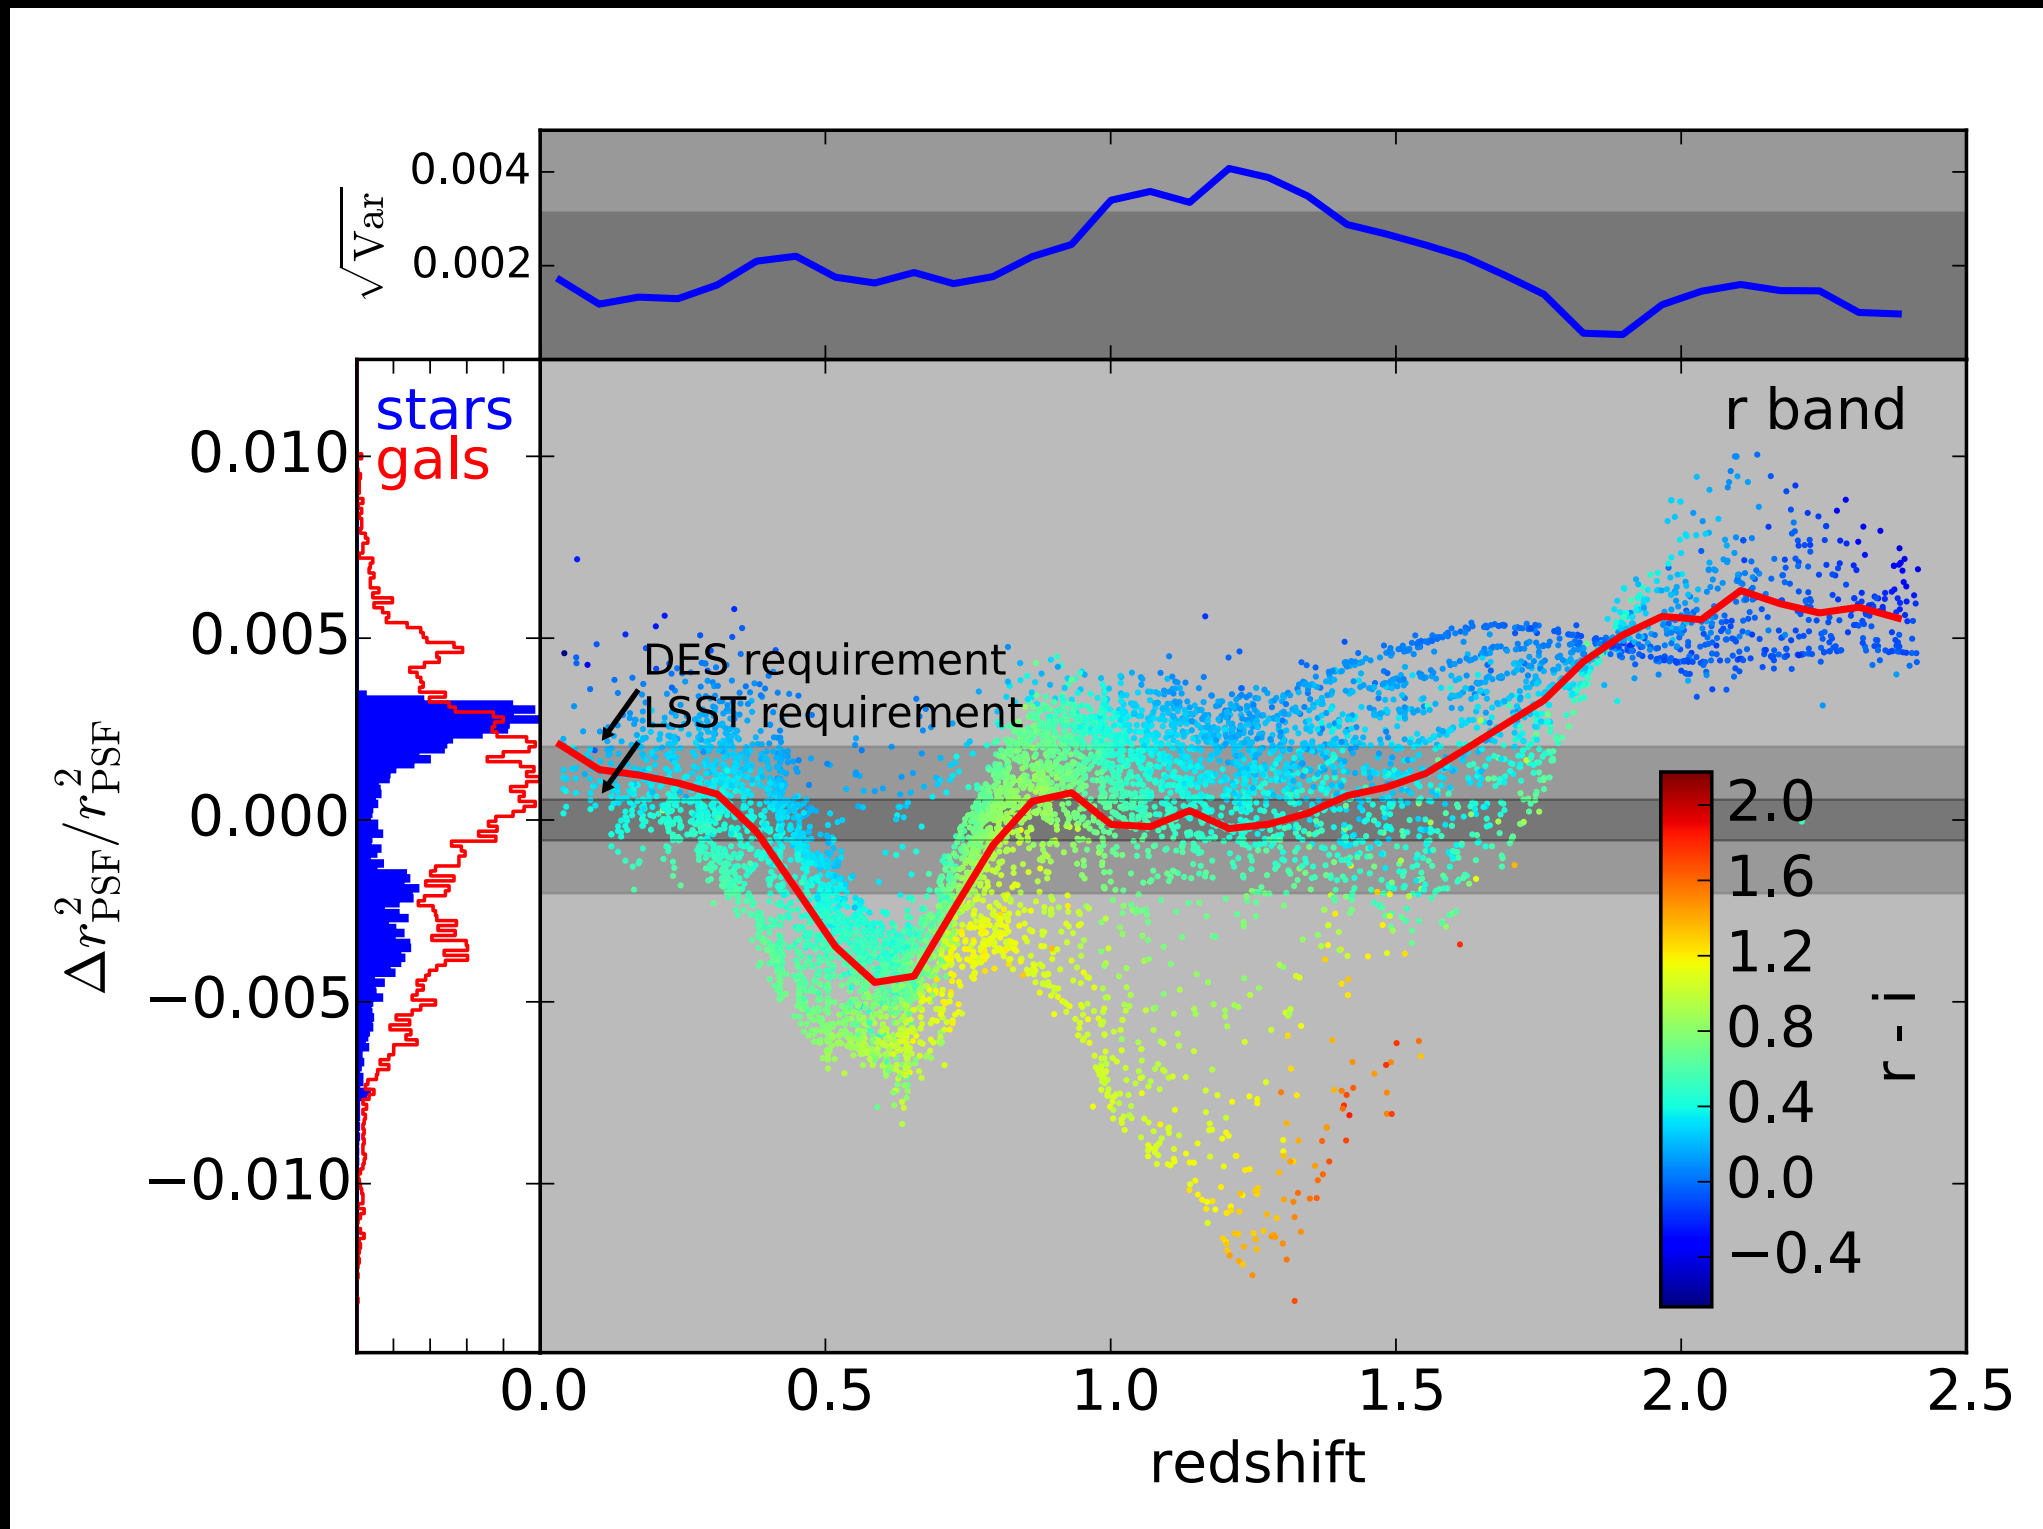 √Var
0.004
0.002
stars
gals
r band
0.010
0.005
0.000
−0.005
−0.010
Δr²PSF/r²PSF
DES requirement
LSST requirement
2.0
1.6
1.2
0.8
0.4
0.0
−0.4
r - i
0.0 0.5 1.0 1.5 2.0 2.5
redshift